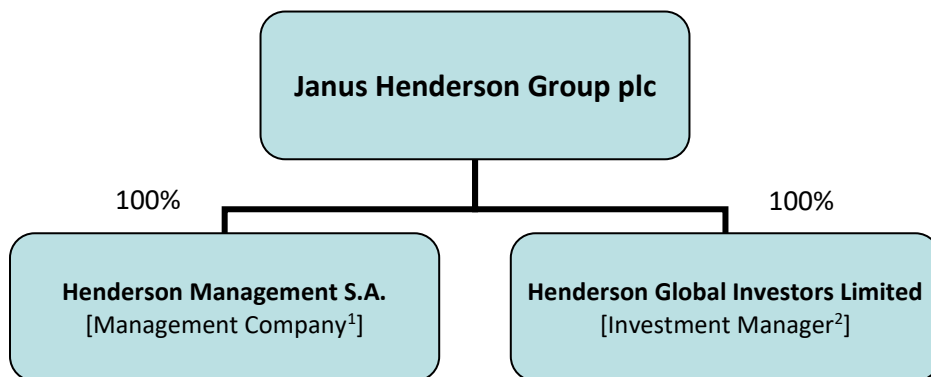 Janus Henderson Group plc
100%
100%
Henderson Management S.A.
[Management Company¹]
Henderson Global Investors Limited
[Investment Manager²]